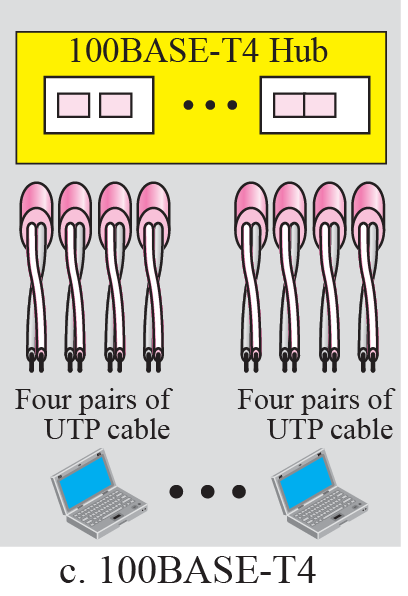 100BASE-T4 Hub
Four pairs of
UTP cable
Four pairs of
UTP cable
c. 100BASE-T4